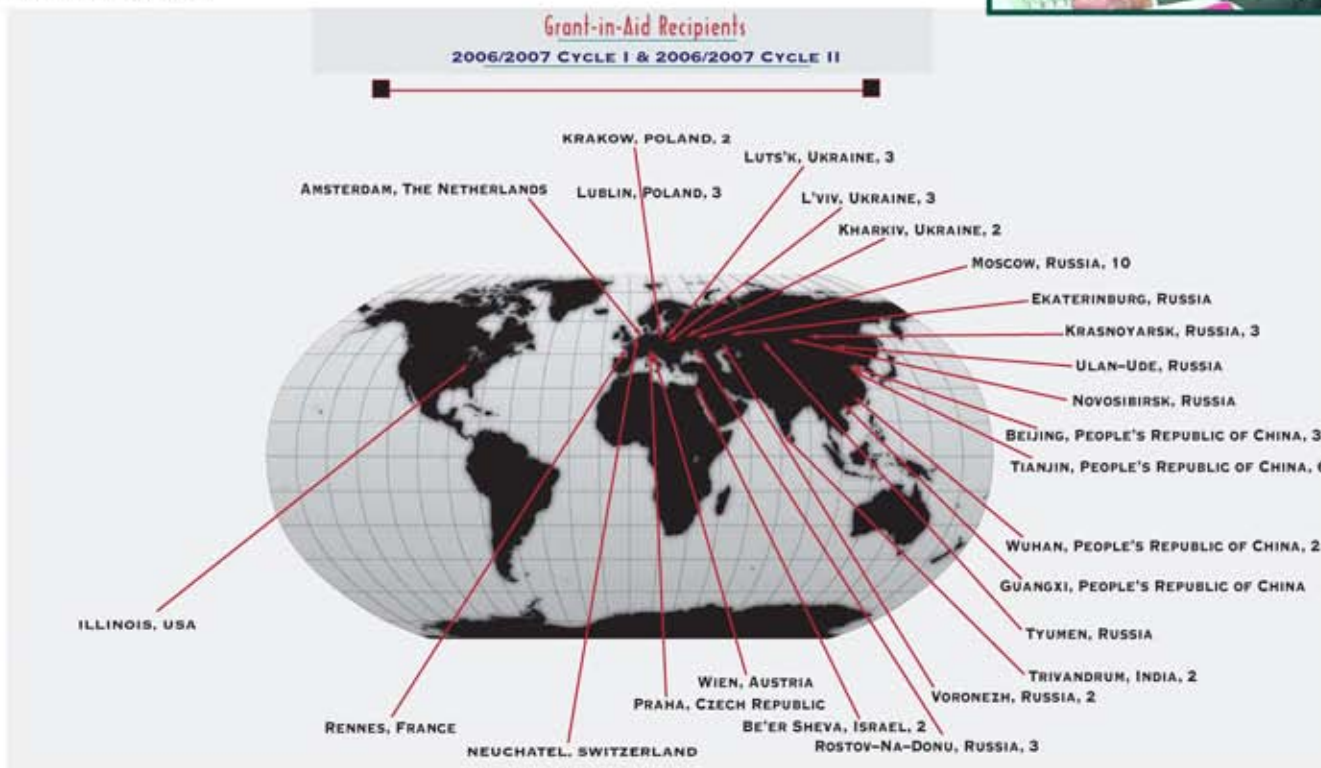 Grant-in-Aid Recipients
2006/2007 CYCLE I & 2006/2007 CYCLE II
KRAKOW, POLAND, 2
LUTS'K, UKRAINE, 3
AMSTERDAM, THE NETHERLANDS
LUBLIN, POLAND, 3
L'VIV, UKRAINE, 3
KHARKIV, UKRAINE, 2
MOSCOW, RUSSIA, 10
EKATERINBURG, RUSSIA
KRASNOYARSK, RUSSIA, 3
ULAN-UDE, RUSSIA
NOVOSIBIRSK, RUSSIA
BEIJING, PEOPLE'S REPUBLIC OF CHINA, 3
TIANJIN, PEOPLE'S REPUBLIC OF CHINA, 6
WUHAN, PEOPLE'S REPUBLIC OF CHINA, 2
GUANGXI, PEOPLE'S REPUBLIC OF CHINA
ILLINOIS, USA
TYUMEN, RUSSIA
TRIVANDRUM, INDIA, 2
WIEN, AUSTRIA
VORONEZH, RUSSIA, 2
PRAHA, CZECH REPUBLIC
RENNES, FRANCE
BE'ER SHEVA, ISRAEL, 2
NEUCHATEL, SWITZERLAND
ROSTOV-NA-DONU, RUSSIA, 3